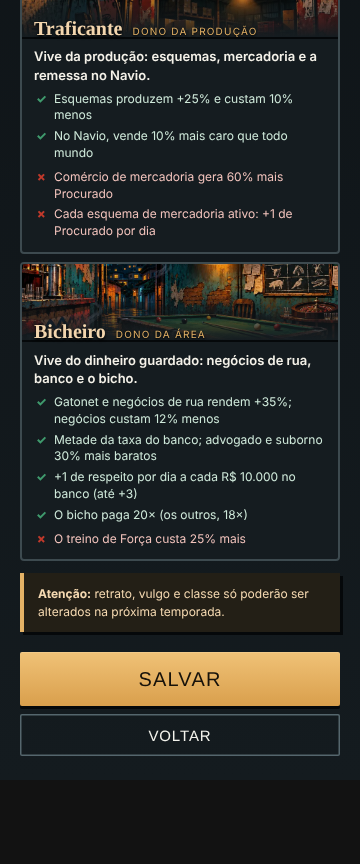 Traficante DONO DA PRODUÇÃO
Vive da produção: esquemas, mercadoria e a
remessa no Navio.
✓ Esquemas produzem +25% e custam 10%
menos
✓ No Navio, vende 10% mais caro que todo
mundo
× Comércio de mercadoria gera 60% mais
Procurado
× Cada esquema de mercadoria ativo: +1 de
Procurado por dia
Bicheiro DONO DA ÁREA
Vive do dinheiro guardado: negócios de rua,
banco e o bicho.
✓ Gatonet e negócios de rua rendem +35%;
negócios custam 12% menos
✓ Metade da taxa do banco; advogado e suborno
30% mais baratos
✓ +1 de respeito por dia a cada R$ 10.000 no
banco (até +3)
✓ O bicho paga 20× (os outros, 18×)
× O treino de Força custa 25% mais
Atenção: retrato, vulgo e classe só poderão ser
alterados na próxima temporada.
SALVAR
VOLTAR